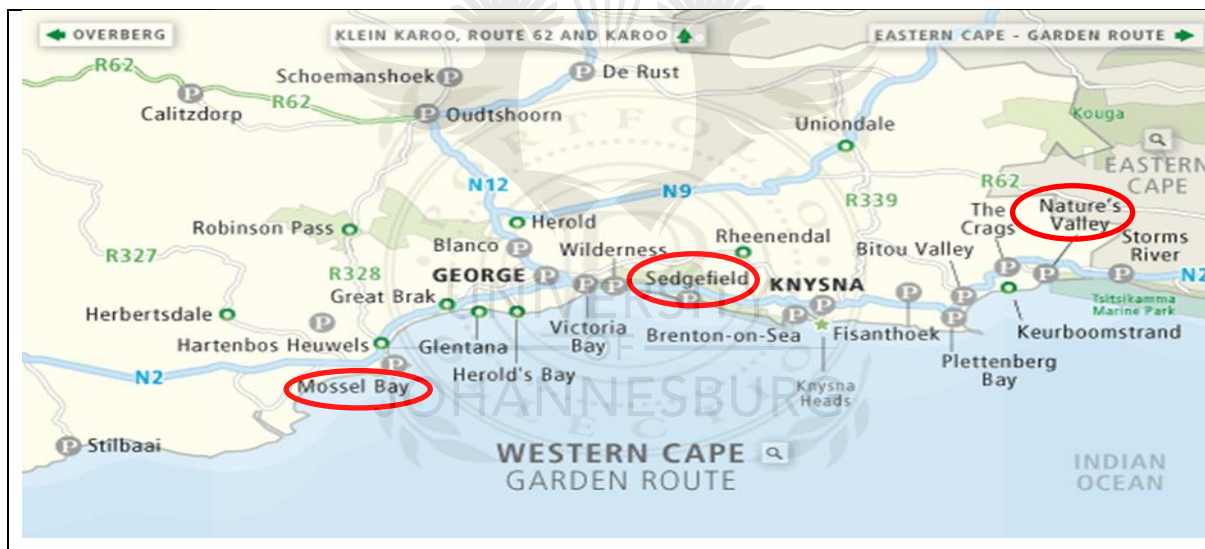 OVERBERG
KLEIN KAROO, ROUTE 62 AND KAROO
EASTERN CAPE - GARDEN ROUTE
R62
Schoemanshoek P
P De Rust
P
Calitzdorp
R62
P Oudtshoorn
Uniondale
Kouga
EASTERN
CAPE
N12
N9
R62
R339
The
Crags
Nature's
Valley
Storms
River
Robinson Pass
Herold
Blanco P
Wilderness
Rheenendal
Bitou Valley
R327
R328
GEORGE P
Sedgefield
KNYSNA
N2
Great Brak
P P
P
P
P
P
P
P
P
P
P
P
Tsitsikamma
Marine Park
Herbertsdale
P
Hartenbos Heuwels
Glentana
Victoria
Bay
Brenton-on-Sea
Fisanthoek
Keurboomstrand
N2
P
Mossel Bay
Herold's Bay
Knysna
Heads
Plettenberg
Bay
P Stilbaai
WESTERN CAPE
GARDEN ROUTE
INDIAN
OCEAN
UNIVERSITY
OF
JOHANNESBURG